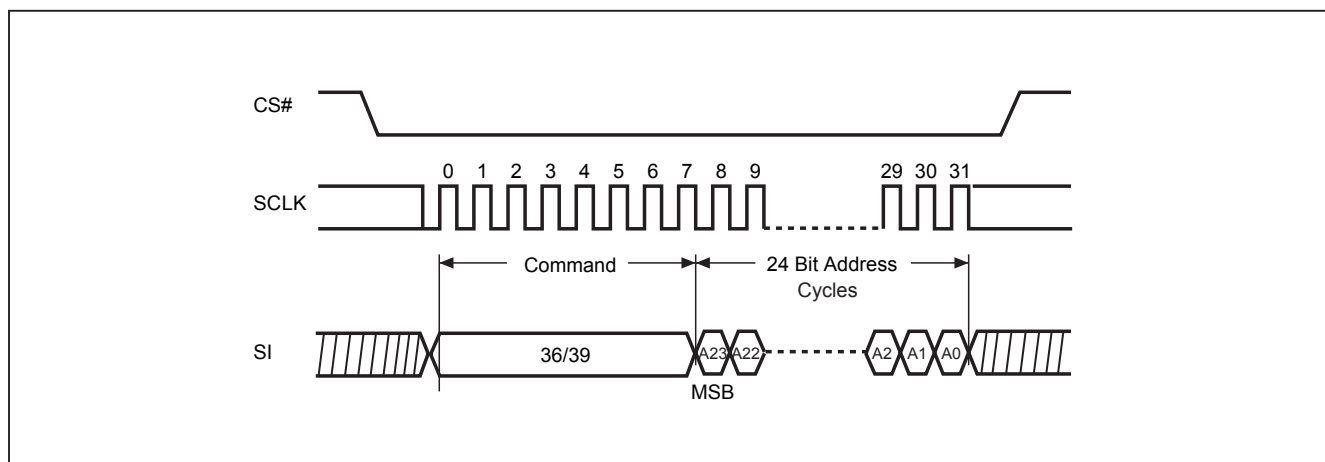 CS#
0 1 2 3 4 5 6 7 8 9 29 30 31
SCLK
Command 24 Bit Address
Cycles
SI 36/39 A23 A22 A2 A1 A0
MSB